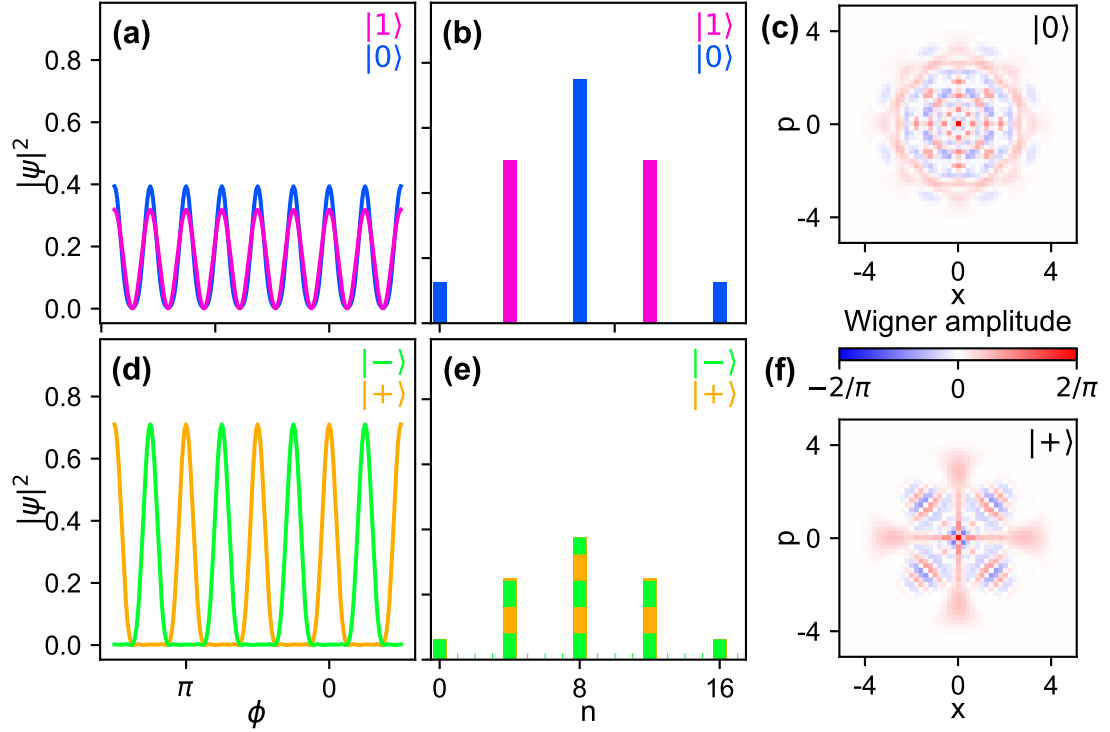 (a)
|1⟩
|0⟩
|ψ|²
0.8
0.6
0.4
0.2
0.0
(b)
|1⟩
|0⟩
(c)
|0⟩
p
4
0
-4
-4 0 4
x
Wigner amplitude
−2/π 0 2/π
(d)
|−⟩
|+⟩
|ψ|²
0.8
0.6
0.4
0.2
0.0
π 0
ϕ
(e)
|−⟩
|+⟩
0 8 16
n
(f)
|+⟩
p
4
0
-4
-4 0 4
x